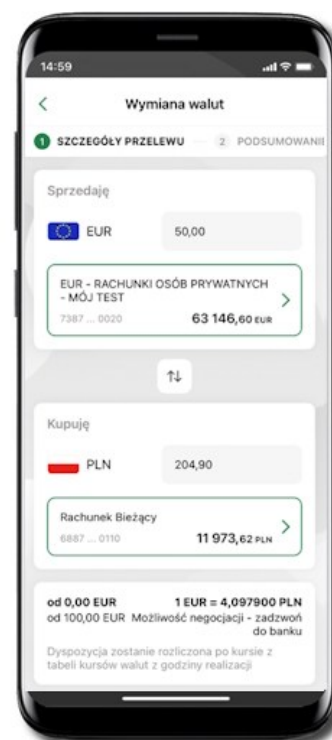 14:59
Wymiana walut
1 SZCZEGÓŁY PRZELEWU 2 PODSUMOWANIE
Sprzedaję
EUR 50,00
EUR - RACHUNKI OSÓB PRYWATNYCH
- MÓJ TEST
7387 ... 0020 63 146,60 EUR
Kupuję
PLN 204,90
Rachunek Bieżący
6887 ... 0110 11 973,62 PLN
od 0,00 EUR 1 EUR = 4,097900 PLN
od 100,00 EUR Możliwość negocjacji - zadzwoń
do banku
Dyspozycja zostanie rozliczona po kursie z
tabeli kursów walut z godziny realizacji